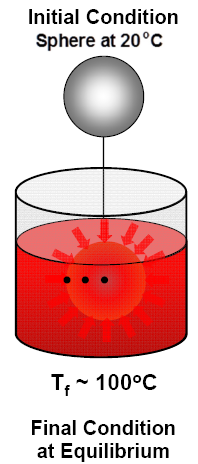 Initial Condition
Sphere at 20°C
T_f ~ 100°C
Final Condition
at Equilibrium